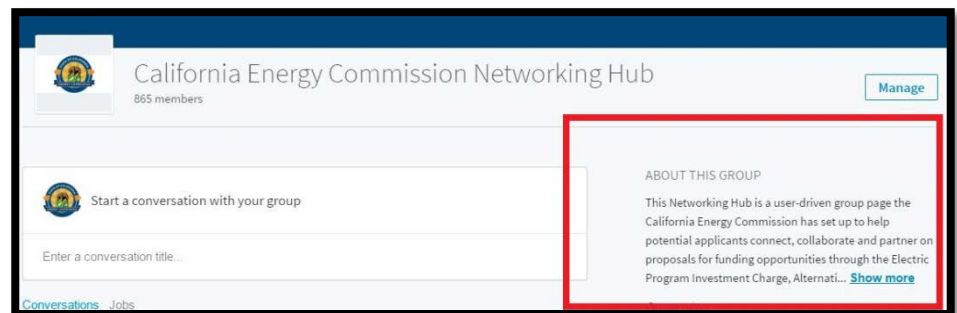 California Energy Commission Networking Hub
865 members
Manage
Start a conversation with your group
Enter a conversation title...
Conversations Jobs
ABOUT THIS GROUP
This Networking Hub is a user-driven group page the
California Energy Commission has set up to help
potential applicants connect, collaborate and partner on
proposals for funding opportunities through the Electric
Program Investment Charge, Alternati... Show more